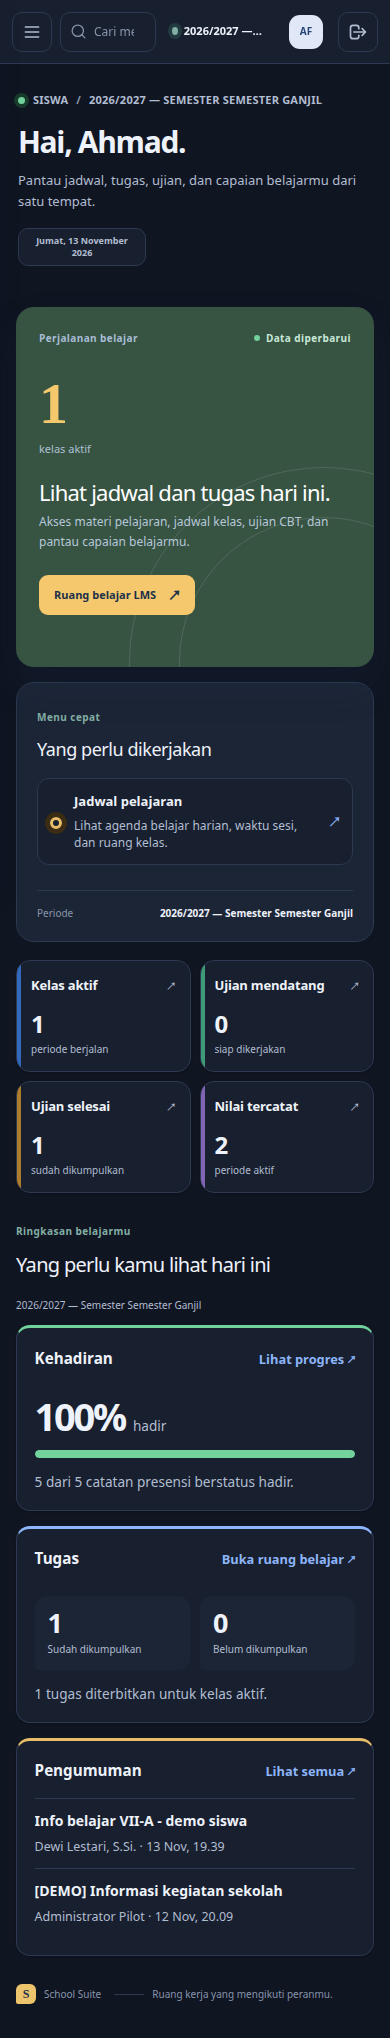 Cari me
2026/2027 —...
AF
SISWA / 2026/2027 — SEMESTER SEMESTER GANJIL
Hai, Ahmad.
Pantau jadwal, tugas, ujian, dan capaian belajarmu dari
satu tempat.
Jumat, 13 November
2026
Perjalanan belajar
Data diperbarui
1
kelas aktif
Lihat jadwal dan tugas hari ini.
Akses materi pelajaran, jadwal kelas, ujian CBT, dan
pantau capaian belajarmu.
Ruang belajar LMS ↗
Menu cepat
Yang perlu dikerjakan
Jadwal pelajaran
Lihat agenda belajar harian, waktu sesi,
dan ruang kelas.
↗
Periode
2026/2027 — Semester Semester Ganjil
Kelas aktif ↗
1
periode berjalan
Ujian mendatang ↗
0
siap dikerjakan
Ujian selesai ↗
1
sudah dikumpulkan
Nilai tercatat ↗
2
periode aktif
Ringkasan belajarmu
Yang perlu kamu lihat hari ini
2026/2027 — Semester Semester Ganjil
Kehadiran
Lihat progres ↗
100% hadir
5 dari 5 catatan presensi berstatus hadir.
Tugas
Buka ruang belajar ↗
1
Sudah dikumpulkan
0
Belum dikumpulkan
1 tugas diterbitkan untuk kelas aktif.
Pengumuman
Lihat semua ↗
Info belajar VII-A - demo siswa
Dewi Lestari, S.Si. · 13 Nov, 19.39
[DEMO] Informasi kegiatan sekolah
Administrator Pilot · 12 Nov, 20.09
S
School Suite
Ruang kerja yang mengikuti peranmu.